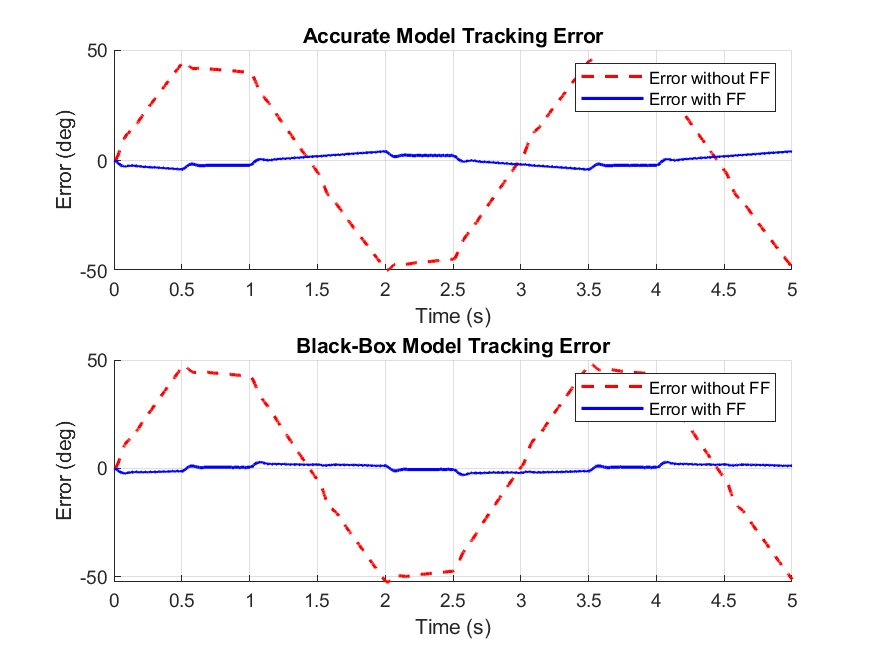 Accurate Model Tracking Error
50
0
-50
Error (deg)
Error without FF
Error with FF
0 0.5 1 1.5 2 2.5 3 3.5 4 4.5 5
Time (s)
Black-Box Model Tracking Error
50
0
-50
Error (deg)
Error without FF
Error with FF
0 0.5 1 1.5 2 2.5 3 3.5 4 4.5 5
Time (s)